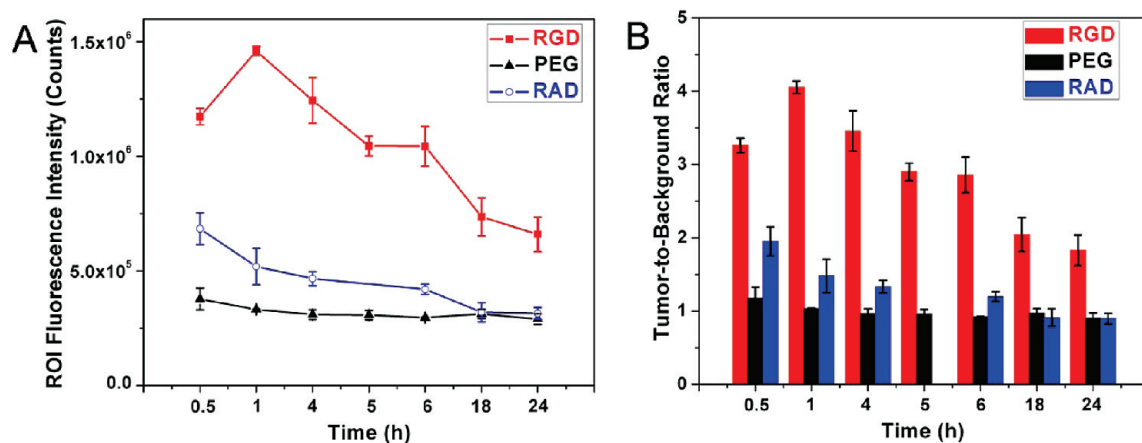 A
ROI Fluorescence Intensity (Counts)
1.5x10⁶
1.0x10⁶
5.0x10⁵
0.0
RGD
PEG
RAD
0.5 1 4 5 6 18 24
Time (h)
B
Tumor-to-Background Ratio
5
4
3
2
1
0
RGD
PEG
RAD
0.5 1 4 5 6 18 24
Time (h)